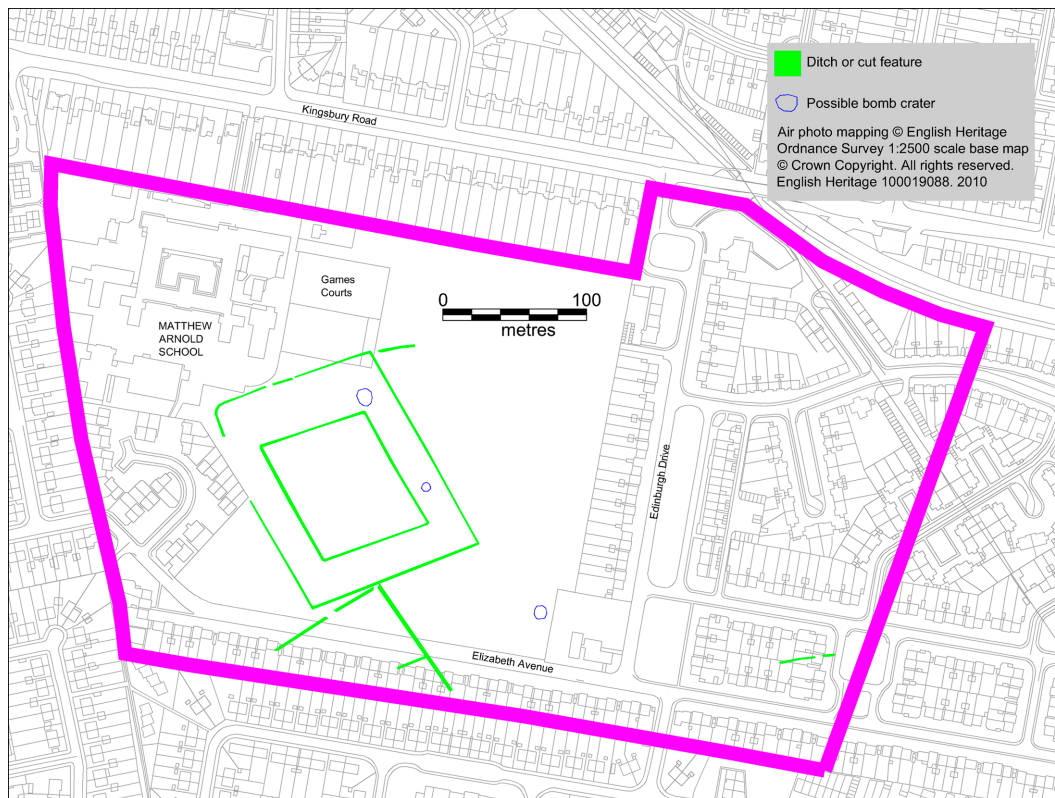 Ditch or cut feature
Possible bomb crater
Air photo mapping © English Heritage
Ordnance Survey 1:2500 scale base map
© Crown Copyright. All rights reserved.
English Heritage 100019088. 2010
Kingsbury Road
Games
Courts
0 100
metres
MATTHEW
ARNOLD
SCHOOL
Edinburgh Drive
Elizabeth Avenue